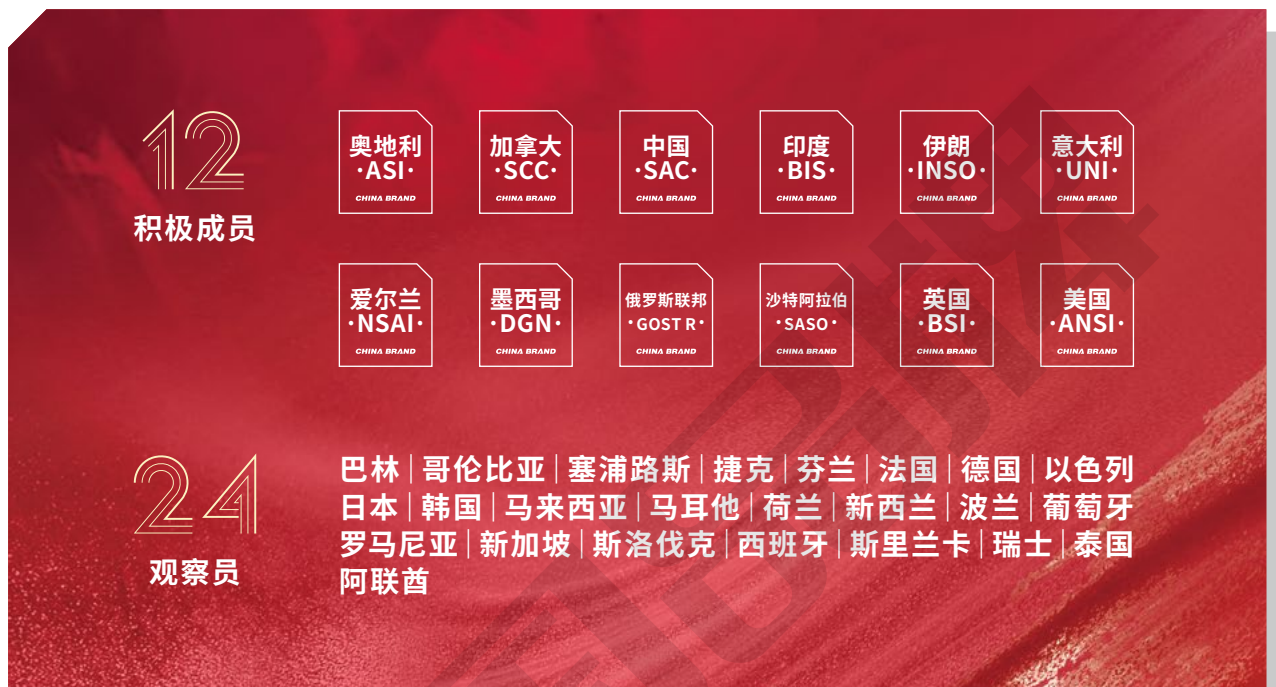 12
积极成员
奥地利
·ASI·
CHINA BRAND
加拿大
·SCC·
CHINA BRAND
中国
·SAC·
CHINA BRAND
印度
·BIS·
CHINA BRAND
伊朗
·INSO·
CHINA BRAND
意大利
·UNI·
CHINA BRAND
爱尔兰
·NSAI·
CHINA BRAND
墨西哥
·DGN·
CHINA BRAND
俄罗斯联邦
·GOST R·
CHINA BRAND
沙特阿拉伯
·SASO·
CHINA BRAND
英国
·BSI·
CHINA BRAND
美国
·ANSI·
CHINA BRAND
24
观察员
巴林|哥伦比亚|塞浦路斯|捷克|芬兰|法国|德国|以色列
日本|韩国|马来西亚|马耳他|荷兰|新西兰|波兰|葡萄牙
罗马尼亚|新加坡|斯洛伐克|西班牙|斯里兰卡|瑞士|泰国
阿联酋